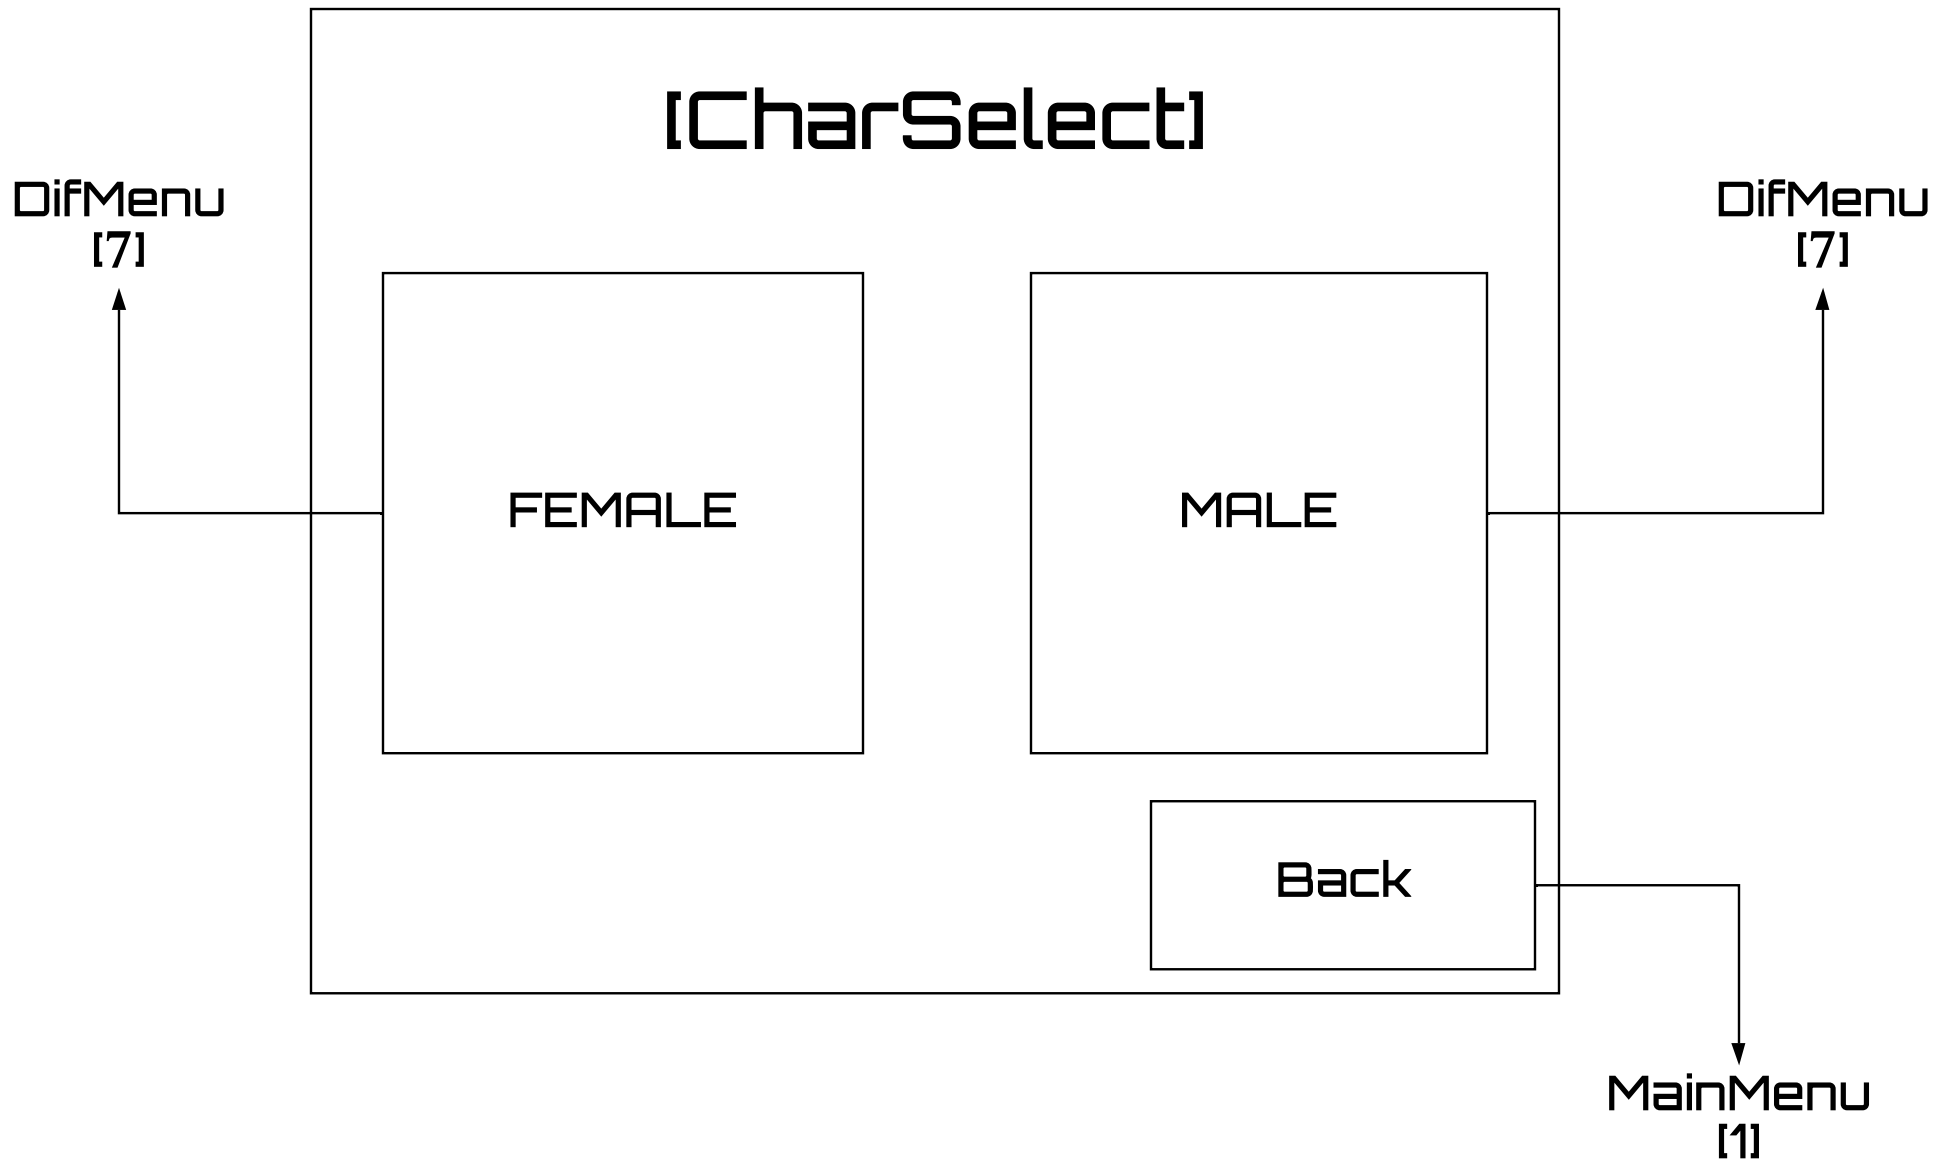 [CharSelect]
DifMenu
[7]
DifMenu
[7]
FEMALE
MALE
Back
MainMenu
[1]